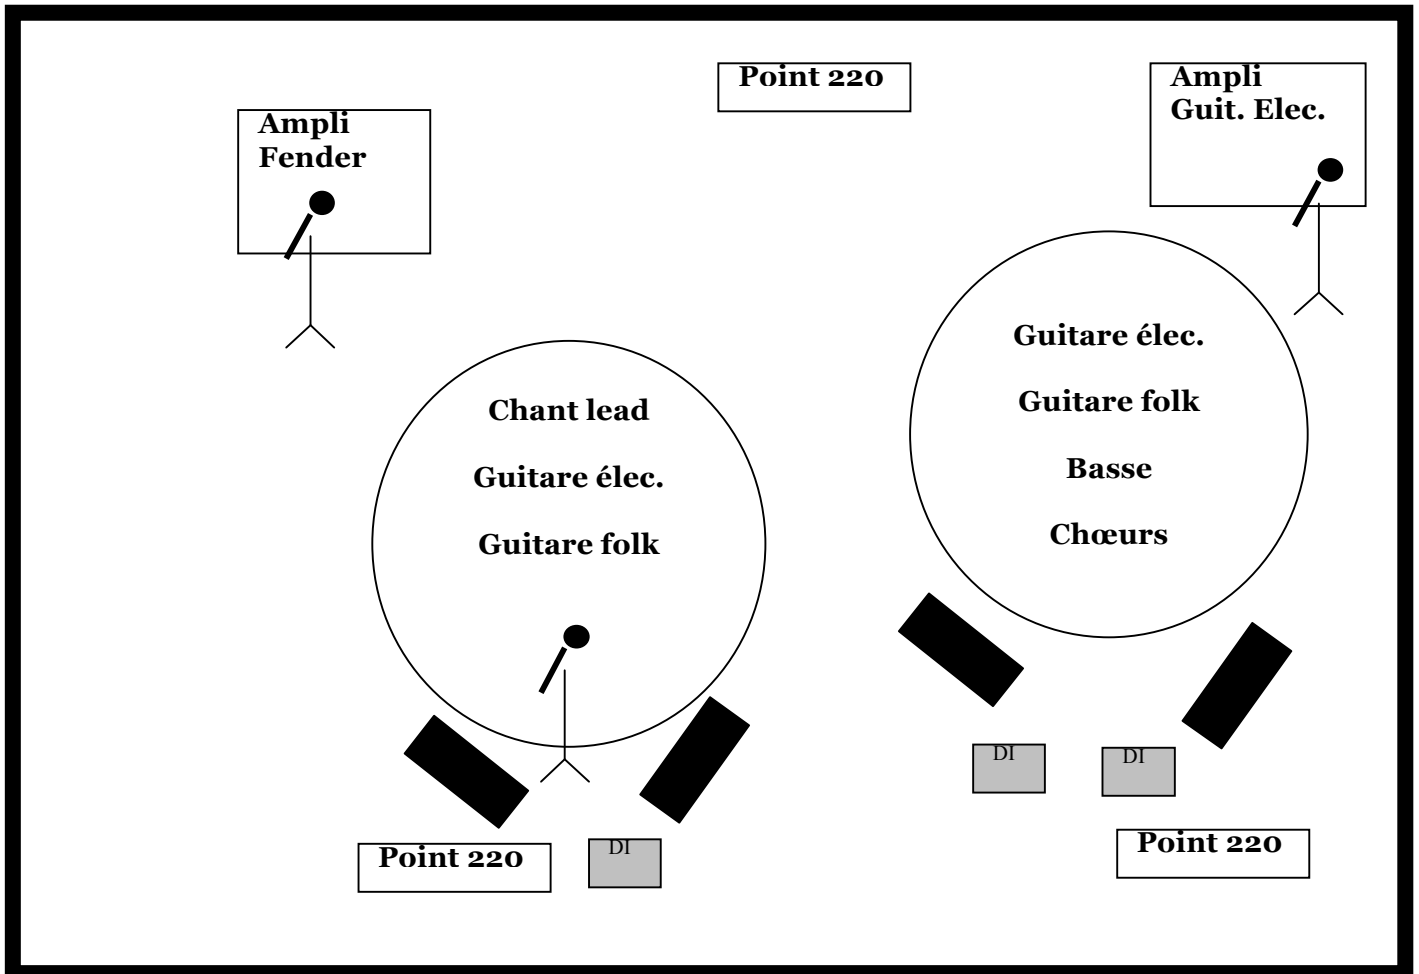 Point 220
Ampli
Guit. Elec.
Ampli
Fender
Guitare élec.
Guitare folk
Basse
Chœurs
Chant lead
Guitare élec.
Guitare folk
DI
DI
Point 220
Point 220
DI